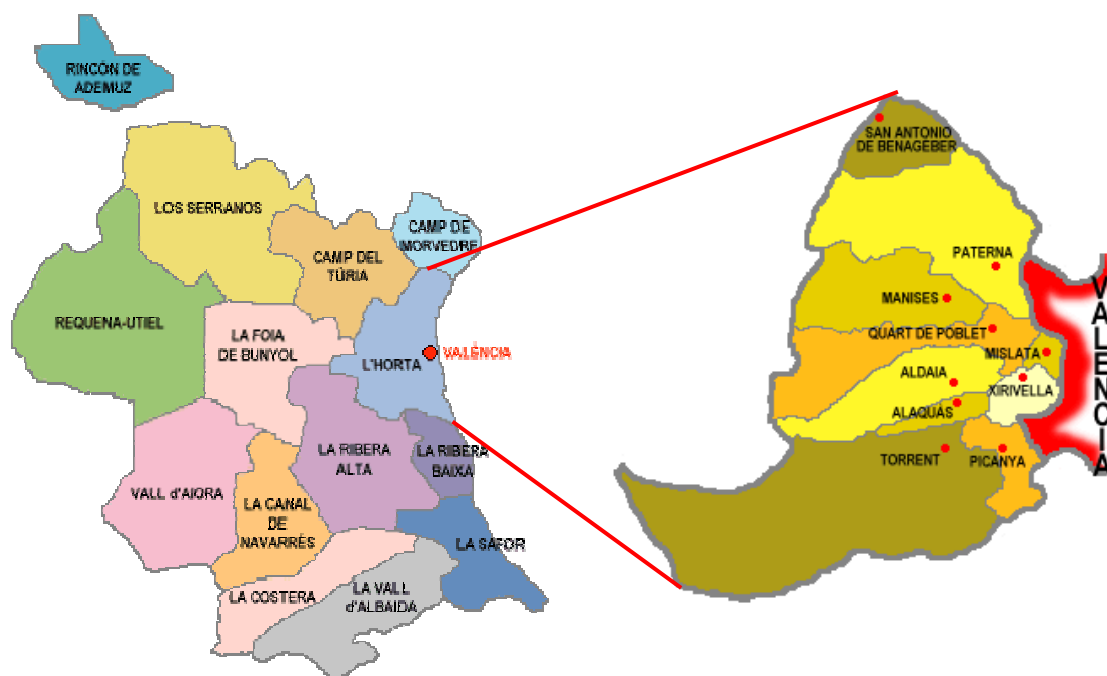 RINCÓN DE
ADEMUZ
LOS SERRANOS
CAMP DE
MORVEDRE
CAMP DEL
TÚRIA
REQUENA-UTIEL
LA FOIA
DE BUNYOL
L'HORTA
VALÈNCIA
LA RIBERA
ALTA
LA RIBERA
BAIXA
VALL d'AIORA
LA CANAL
DE
NAVARRÉS
LA SAFOR
LA COSTERA
LA VALL
d'ALBAIDA
SAN ANTONIO
DE BENAGEBER
PATERNA
MANISES
QUART DE POBLET
MISLATA
ALDAIA
XIRIVELLA
ALAQUÀS
TORRENT
PICANYA
VALENCIA